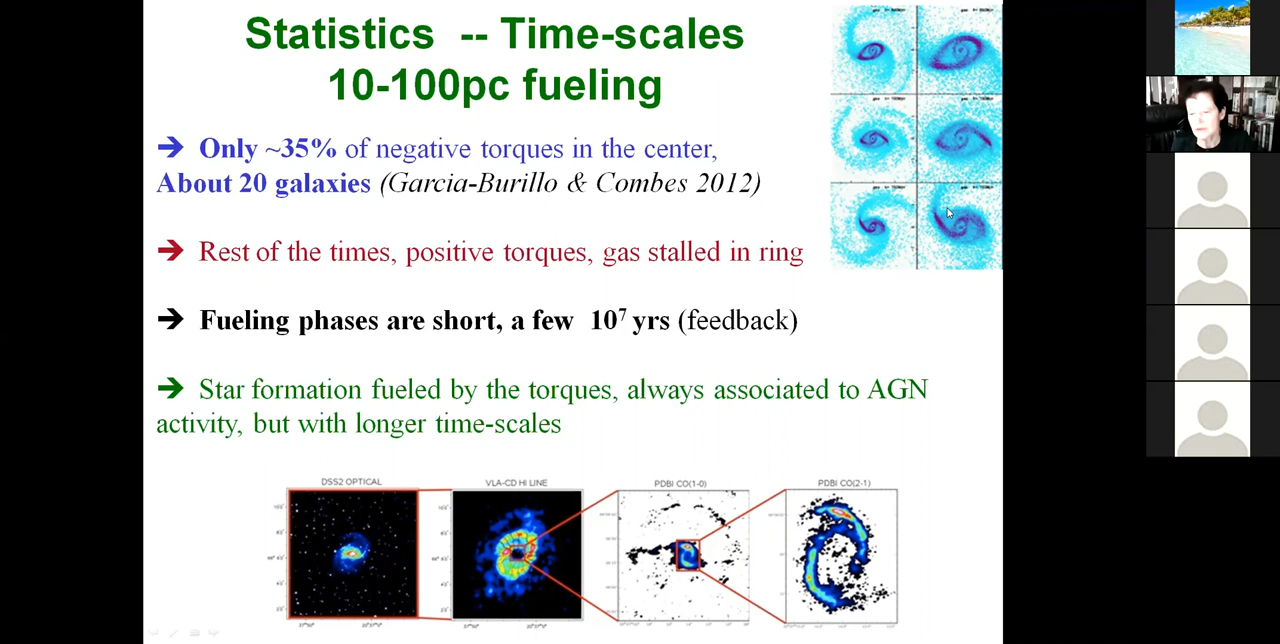 Statistics -- Time-scales
10-100pc fueling
➔ Only ~35% of negative torques in the center,
About 20 galaxies (Garcia-Burillo & Combes 2012)
➔ Rest of the times, positive torques, gas stalled in ring
➔ Fueling phases are short, a few 10⁷ yrs (feedback)
➔ Star formation fueled by the torques, always associated to AGN
activity, but with longer time-scales
DSS2 OPTICAL
VLA-CD HI LINE
PDBI CO(1-0)
PDBI CO(2-1)